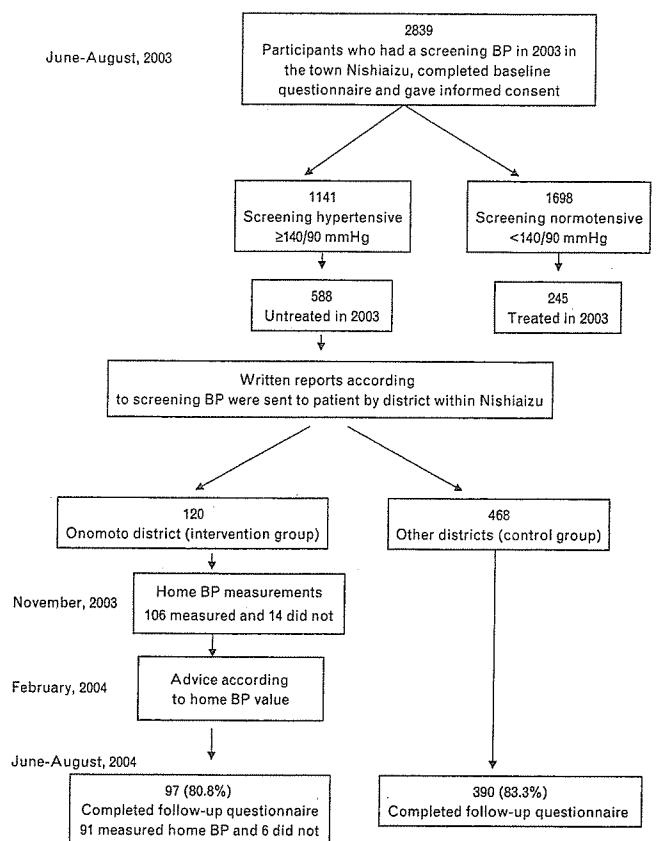 June-August, 2003
2839
Participants who had a screening BP in 2003 in
the town Nishiaizu, completed baseline
questionnaire and gave informed consent
1141
Screening hypertensive
≥140/90 mmHg
1698
Screening normotensive
<140/90 mmHg
588
Untreated in 2003
245
Treated in 2003
Written reports according
to screening BP were sent to patient by district within Nishiaizu
120
Onomoto district (intervention group)
468
Other districts (control group)
November, 2003
Home BP measurements
106 measured and 14 did not
February, 2004
Advice according
to home BP value
June-August, 2004
97 (80.8%)
Completed follow-up questionnaire
91 measured home BP and 6 did not
390 (83.3%)
Completed follow-up questionnaire